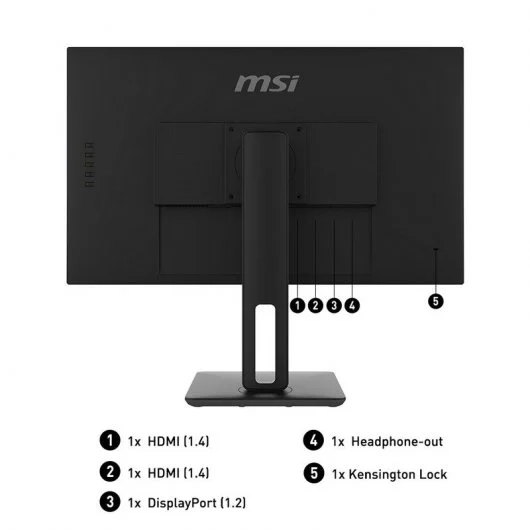 msi
1 2 3 4 5
1 1x HDMI (1.4)
2 1x HDMI (1.4)
3 1x DisplayPort (1.2)
4 1x Headphone-out
5 1x Kensington Lock